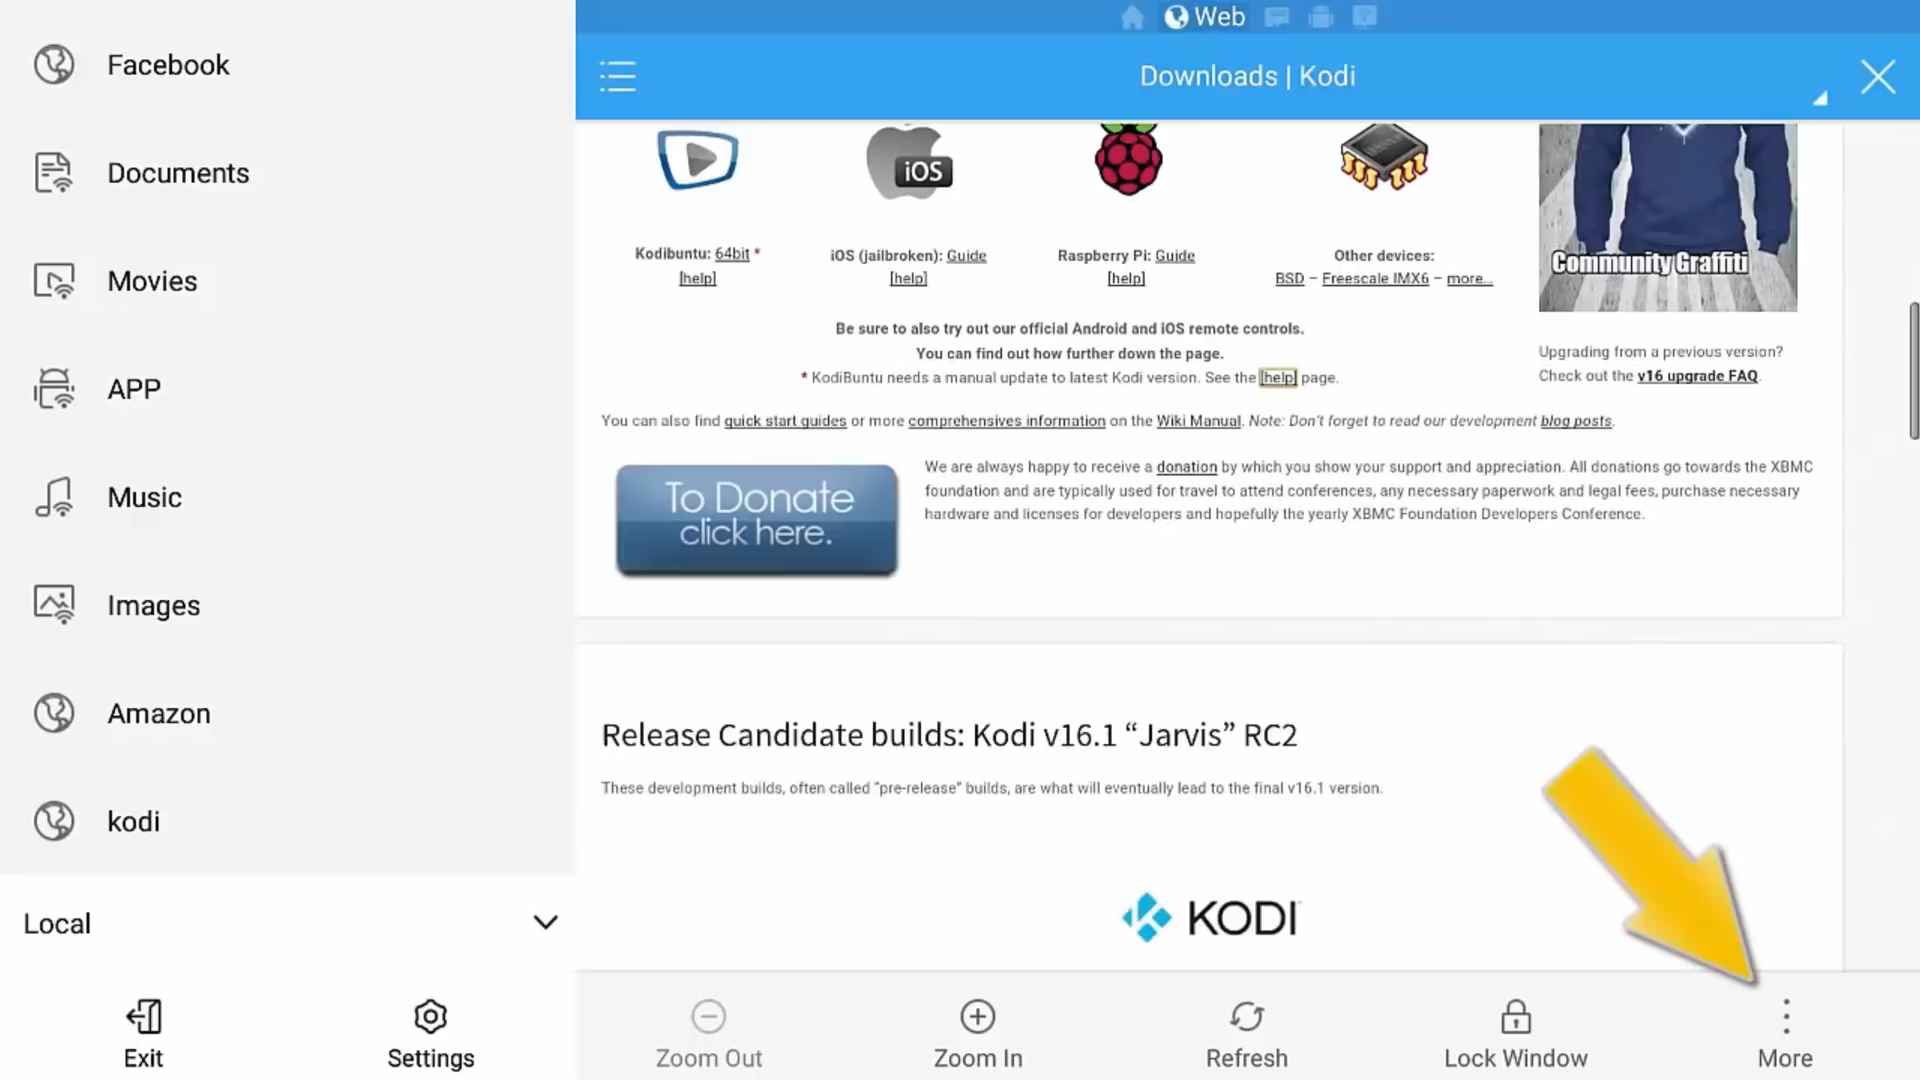 Facebook
Documents
Movies
APP
Music
Images
Amazon
kodi
Local
Exit
Settings
Web
Downloads | Kodi
iOS
Kodibuntu: 64bit *
[help]
iOS (jailbroken): Guide
[help]
Raspberry Pi: Guide
[help]
Other devices:
BSD – Freescale IMX6 – more...
Community Graffiti
Be sure to also try out our official Android and iOS remote controls.
You can find out how further down the page.
* KodiBuntu needs a manual update to latest Kodi version. See the [help] page.
Upgrading from a previous version?
Check out the v16 upgrade FAQ.
You can also find quick start guides or more comprehensives information on the Wiki Manual. Note: Don't forget to read our development blog posts.
To Donate
click here.
We are always happy to receive a donation by which you show your support and appreciation. All donations go towards the XBMC
foundation and are typically used for travel to attend conferences, any necessary paperwork and legal fees, purchase necessary
hardware and licenses for developers and hopefully the yearly XBMC Foundation Developers Conference.
Release Candidate builds: Kodi v16.1 “Jarvis” RC2
These development builds, often called “pre-release” builds, are what will eventually lead to the final v16.1 version.
KODI
Zoom Out
Zoom In
Refresh
Lock Window
More